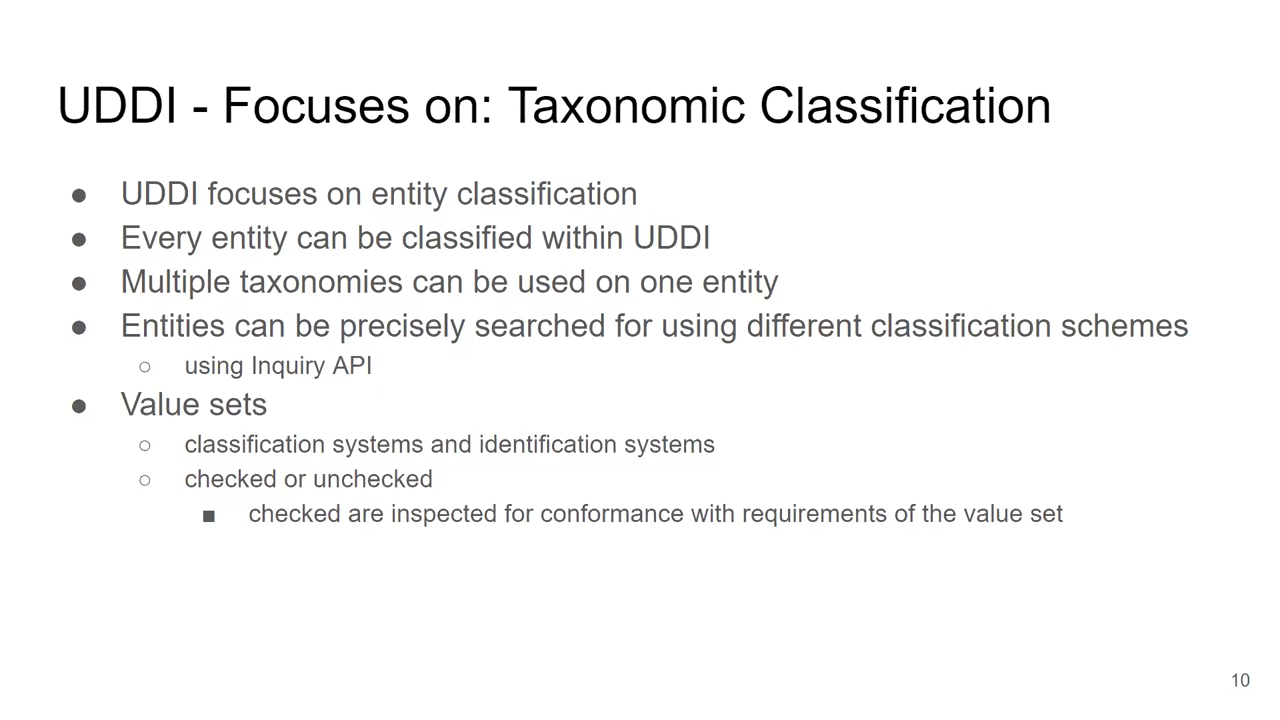 UDDI - Focuses on: Taxonomic Classification
● UDDI focuses on entity classification
● Every entity can be classified within UDDI
● Multiple taxonomies can be used on one entity
● Entities can be precisely searched for using different classification schemes
○ using Inquiry API
● Value sets
○ classification systems and identification systems
○ checked or unchecked
■ checked are inspected for conformance with requirements of the value set
10